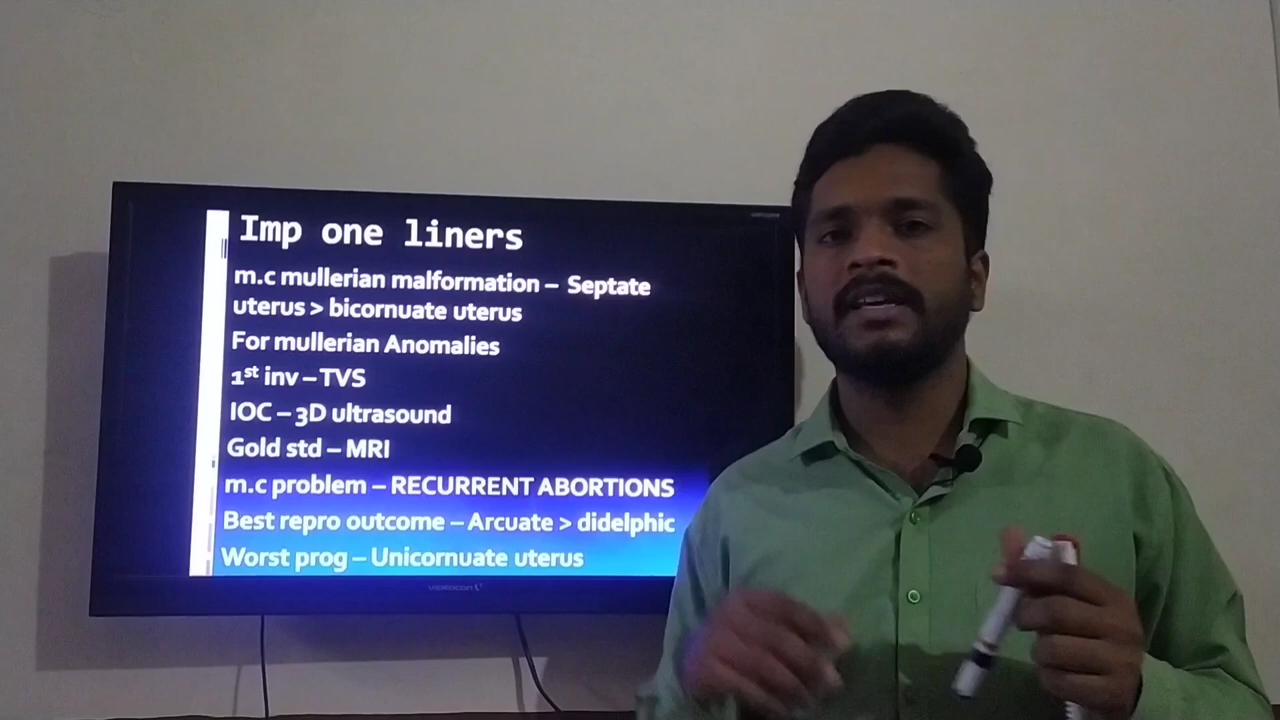 Imp one liners
m.c mullerian malformation – Septate
uterus > bicornuate uterus
For mullerian Anomalies
1st inv – TVS
IOC – 3D ultrasound
Gold std – MRI
m.c problem – RECURRENT ABORTIONS
Best repro outcome – Arcuate > didelphic
Worst prog – Unicornuate uterus
VIDEOCON